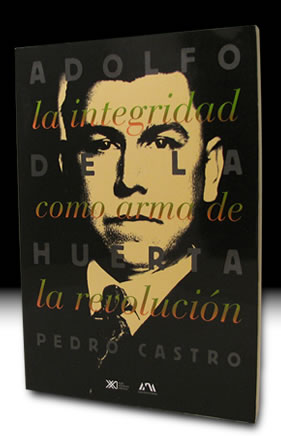 ADOLFO
la integridad
DE LA
como arma de
HUERTA
la revolución
PEDRO CASTRO